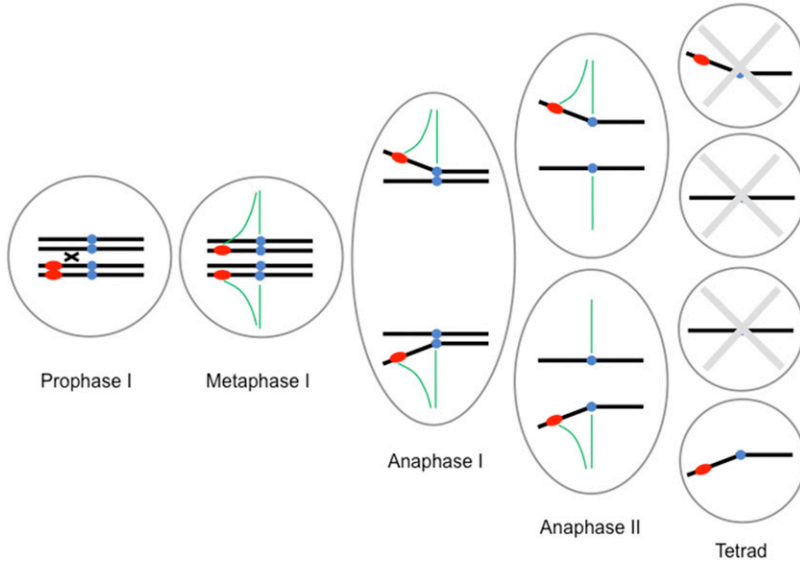 Prophase I
Metaphase I
Anaphase I
Anaphase II
Tetrad